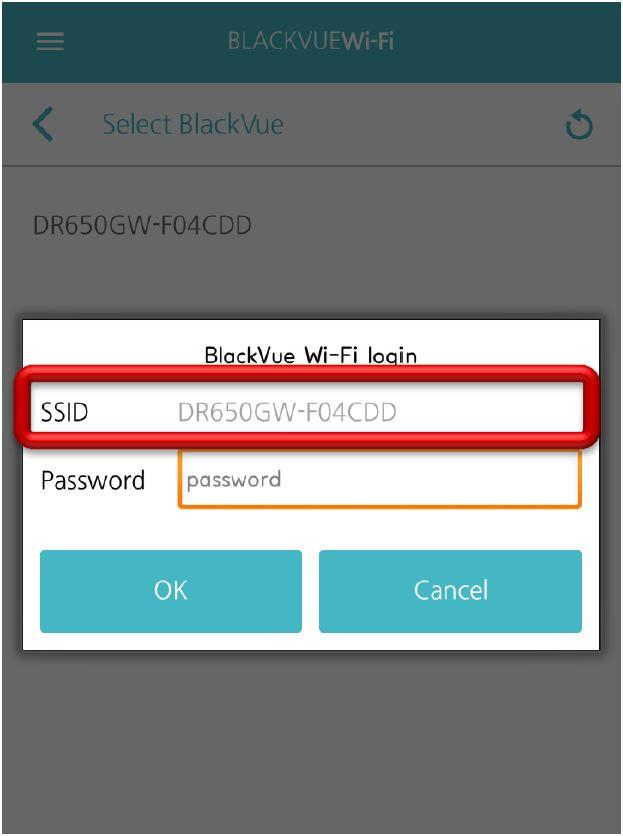 BLACKVUEWi-Fi
Select BlackVue
DR650GW-F04CDD
BlackVue Wi-Fi login
SSID DR650GW-F04CDD
Password password
OK Cancel